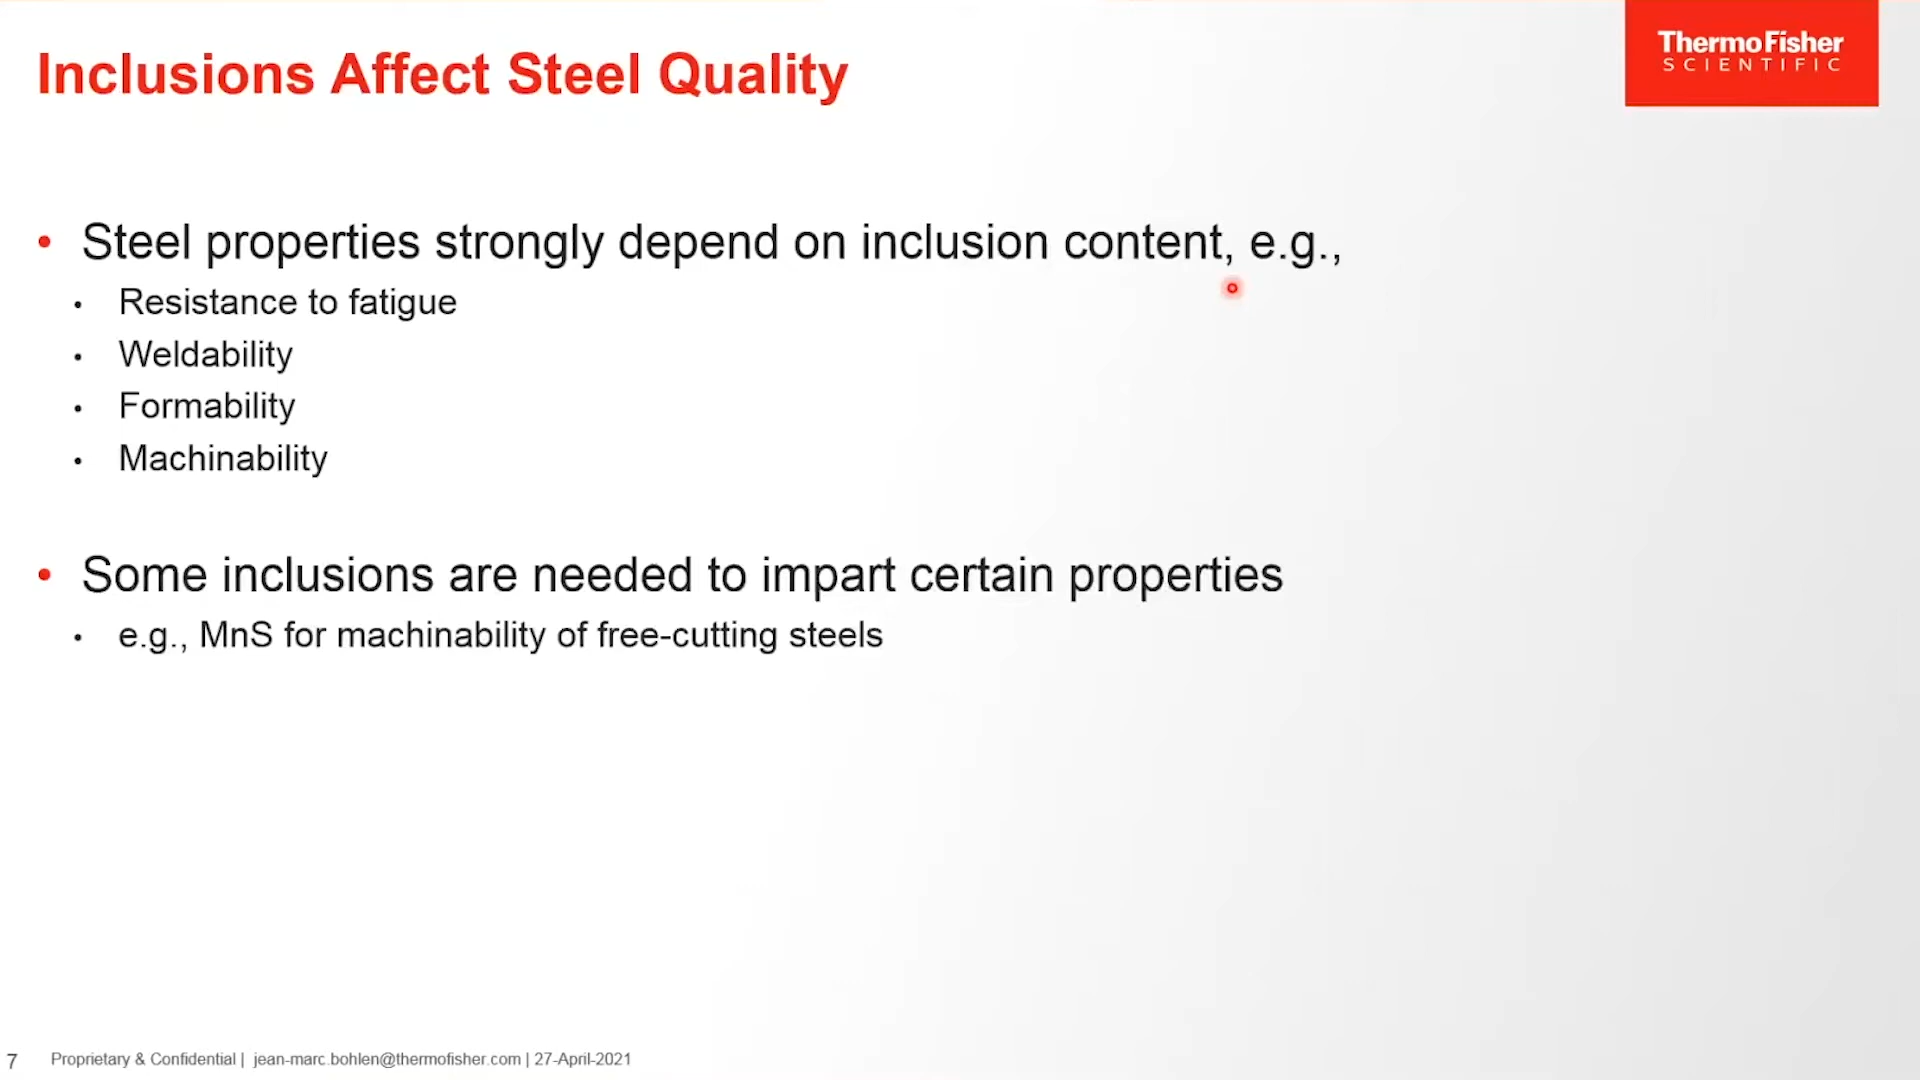 Inclusions Affect Steel Quality
ThermoFisher
SCIENTIFIC
• Steel properties strongly depend on inclusion content, e.g.,
• Resistance to fatigue
• Weldability
• Formability
• Machinability
• Some inclusions are needed to impart certain properties
• e.g., MnS for machinability of free-cutting steels
7 Proprietary & Confidential | jean-marc.bohlen@thermofisher.com | 27-April-2021